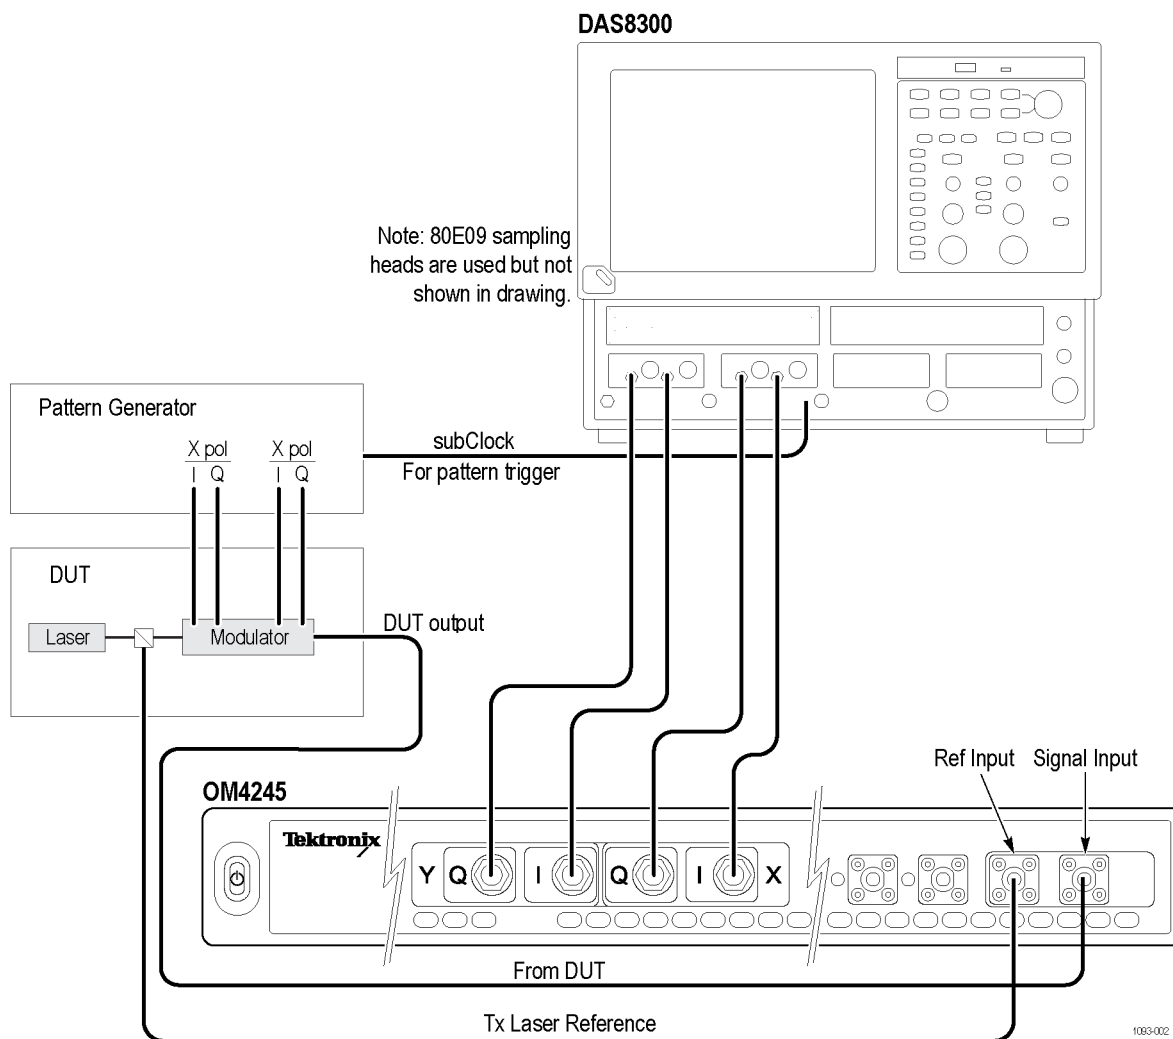 DAS8300
Note: 80E09 sampling
heads are used but not
shown in drawing.
Pattern Generator
X pol
I Q
X pol
I Q
subClock
For pattern trigger
DUT
Laser
Modulator
DUT output
Ref Input
Signal Input
OM4245
Tektronix
Y Q I Q I X
From DUT
Tx Laser Reference
1093-002